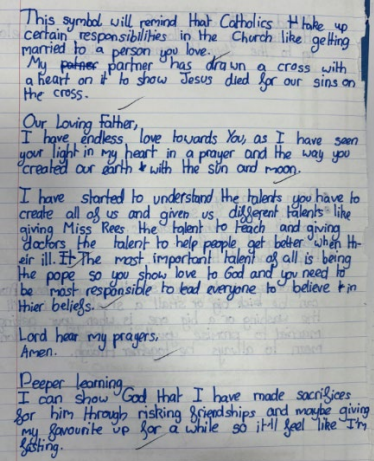 This symbol will remind that Catholics take up
certain responsibilities in the Church like getting
married to a person you love.
My partner has drawn a cross with
a heart on it to show Jesus died for our sins on
the cross.
Our Loving Father,
I have endless love towards You, as I have seen
your light in my heart in a prayer and the way you
created our earth with the sun and moon.
I have started to understand the talents you have to
create all of us and given us different talents like
giving Miss Rees the talent to teach and giving
doctors the talent to help people get better when th-
eir ill. The most important talent of all is being
the pope so you show love to God and you need to
be most responsible to lead everyone to believe in
thier beliefs.
Lord hear my prayers,
Amen.
Deeper learning
I can show God that I have made sacrifices
for him through risking friendships and maybe giving
my favourite up for a while so it'll feel like I'm
fasting.